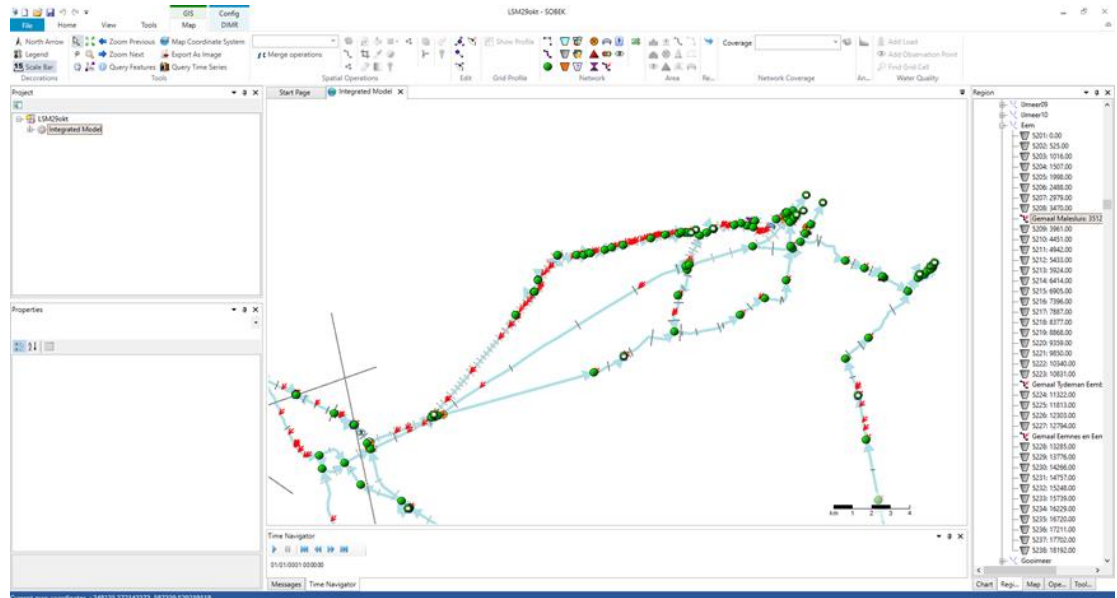 LSM29okt - SOBEK
GIS Config
File Home View Tools Map DIMR
North Arrow Zoom Previous Map Coordinate System Show Profile Coverage Add Load
Legend Zoom Next Export As Image Merge operations Add Observation Point
Scale Bar Query Features Query Time Series Find Grid Cell
Decorations Tools Spatial Operations Edit Grid Profile Network Area Re... Network Coverage An... Water Quality
Project
LSM29okt
Integrated Model
Properties
Start Page Integrated Model
km 1 2 3 4
Time Navigator
01/01/0001 00:00:00
Messages Time Navigator
Region
IJmeer09
IJmeer10
Eem
5201: 0.00
5202: 525.00
5203: 1016.00
5204: 1507.00
5205: 1998.00
5206: 2488.00
5207: 2979.00
5208: 3470.00
Gemaal Malesluis: 3512
5209: 3961.00
5210: 4451.00
5211: 4942.00
5212: 5433.00
5213: 5924.00
5214: 6414.00
5215: 6905.00
5216: 7396.00
5217: 7887.00
5218: 8377.00
5219: 8868.00
5220: 9359.00
5221: 9850.00
5222: 10340.00
5223: 10831.00
Gemaal Tydeman Eemb
5224: 11322.00
5225: 11813.00
5226: 12303.00
5227: 12794.00
Gemaal Eemnes en Een
5228: 13285.00
5229: 13776.00
5230: 14266.00
5231: 14757.00
5232: 15248.00
5233: 15739.00
5234: 16229.00
5235: 16720.00
5236: 17211.00
5237: 17702.00
5238: 18192.00
Gooimeer
Chart Regi... Map Ope... Tool...